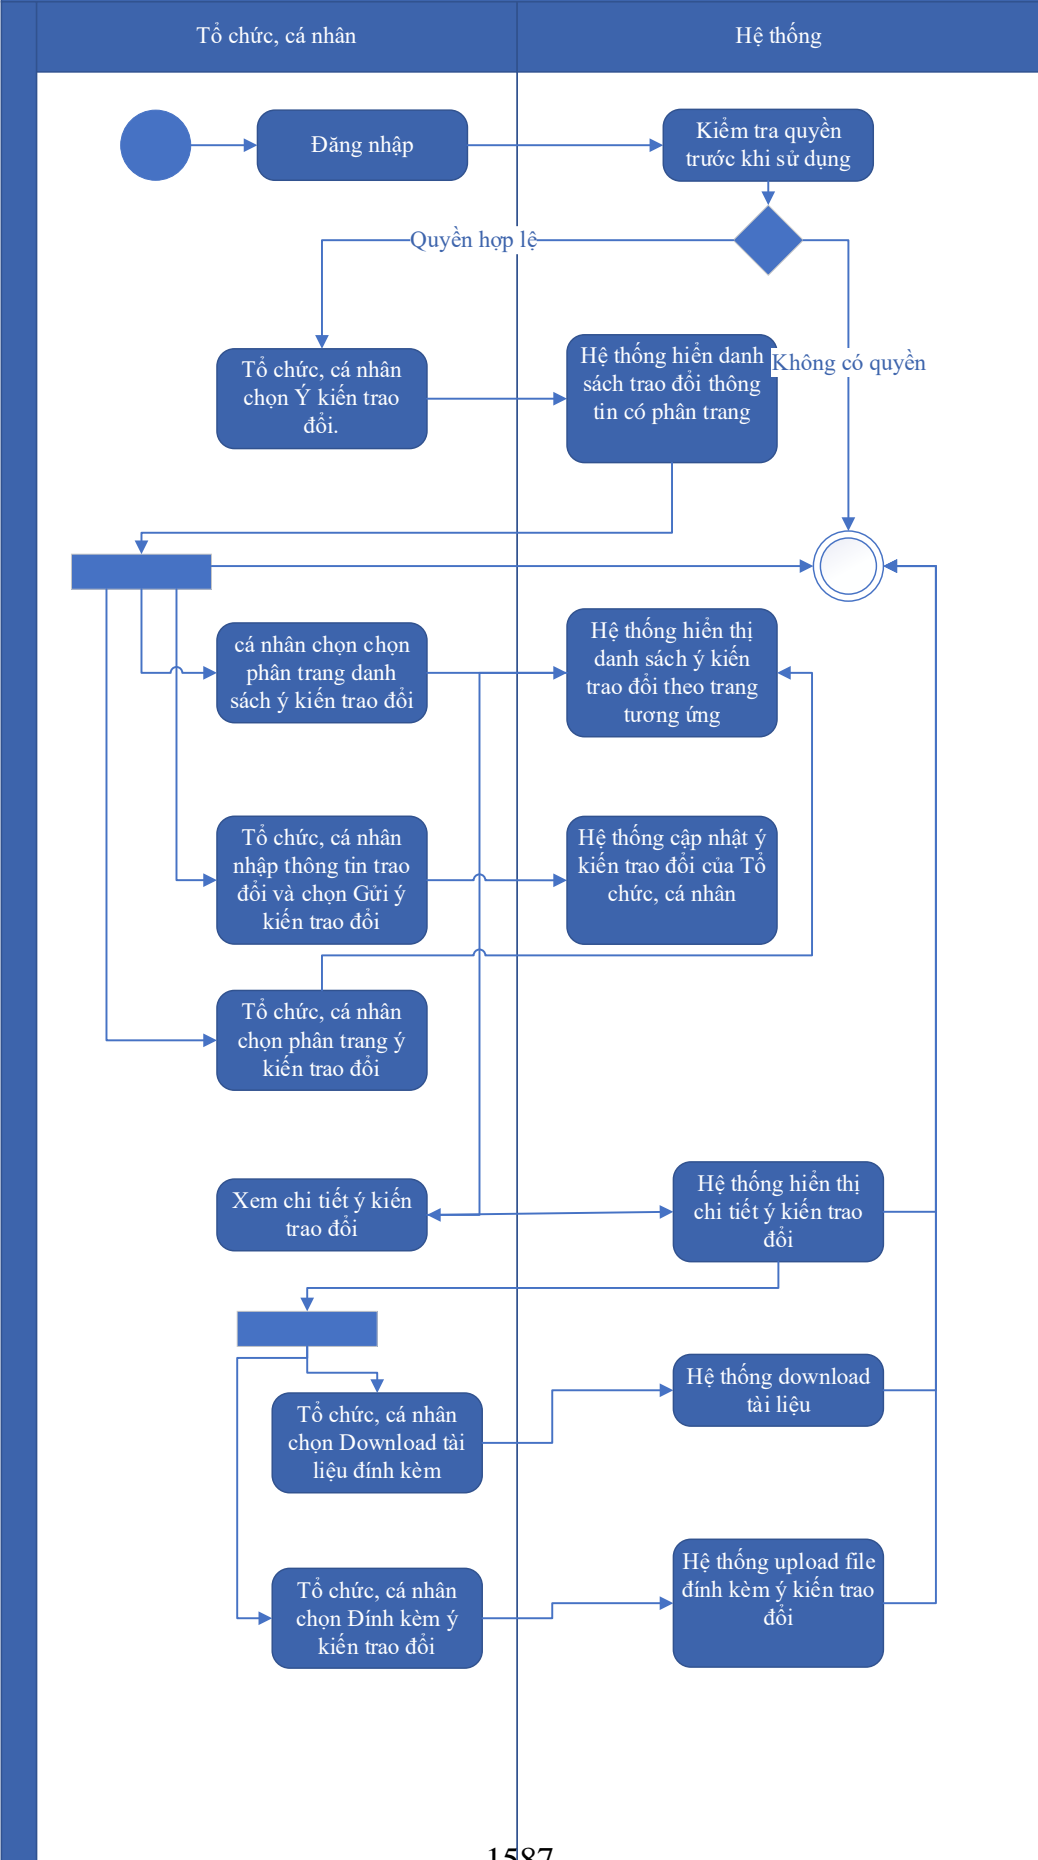 Tổ chức, cá nhân
Hệ thống
Đăng nhập
Kiểm tra quyền
trước khi sử dụng
Quyền hợp lệ
Tổ chức, cá nhân
chọn Ý kiến trao
đổi.
Hệ thống hiển danh
sách trao đổi thông
tin có phân trang
Không có quyền
cá nhân chọn chọn
phân trang danh
sách ý kiến trao đổi
Hệ thống hiển thị
danh sách ý kiến
trao đổi theo trang
tương ứng
Tổ chức, cá nhân
nhập thông tin trao
đổi và chọn Gửi ý
kiến trao đổi
Hệ thống cập nhật ý
kiến trao đổi của Tổ
chức, cá nhân
Tổ chức, cá nhân
chọn phân trang ý
kiến trao đổi
Xem chi tiết ý kiến
trao đổi
Hệ thống hiển thị
chi tiết ý kiến trao
đổi
Tổ chức, cá nhân
chọn Download tài
liệu đính kèm
Hệ thống download
tài liệu
Tổ chức, cá nhân
chọn Đính kèm ý
kiến trao đổi
Hệ thống upload file
đính kèm ý kiến trao
đổi
1587